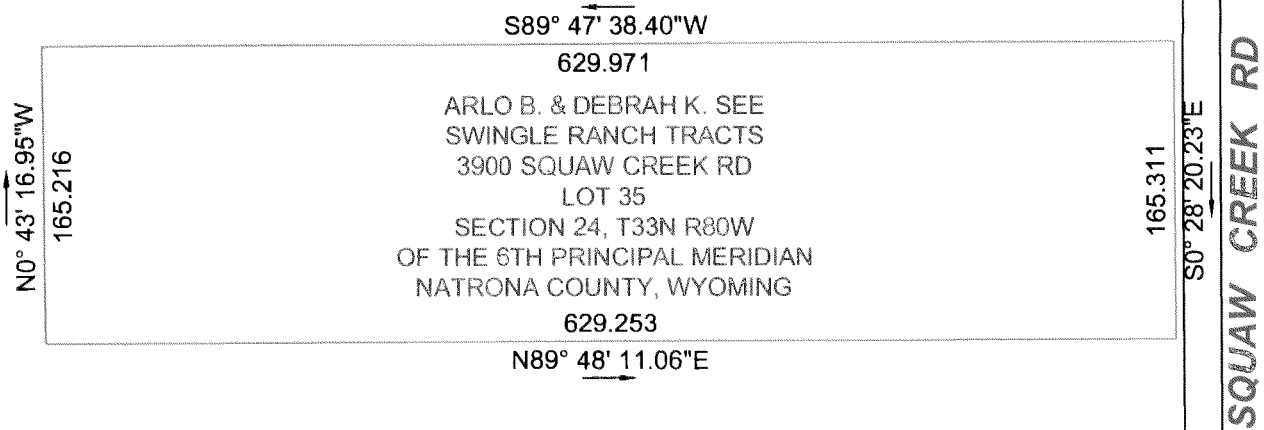 S89° 47' 38.40"W
629.971
N0° 43' 16.95"W
165.216
ARLO B. & DEBRAH K. SEE
SWINGLE RANCH TRACTS
3900 SQUAW CREEK RD
LOT 35
SECTION 24, T33N R80W
OF THE 6TH PRINCIPAL MERIDIAN
NATRONA COUNTY, WYOMING
165.311
S0° 28' 20.23"E
SQUAW CREEK RD
629.253
N89° 48' 11.06"E